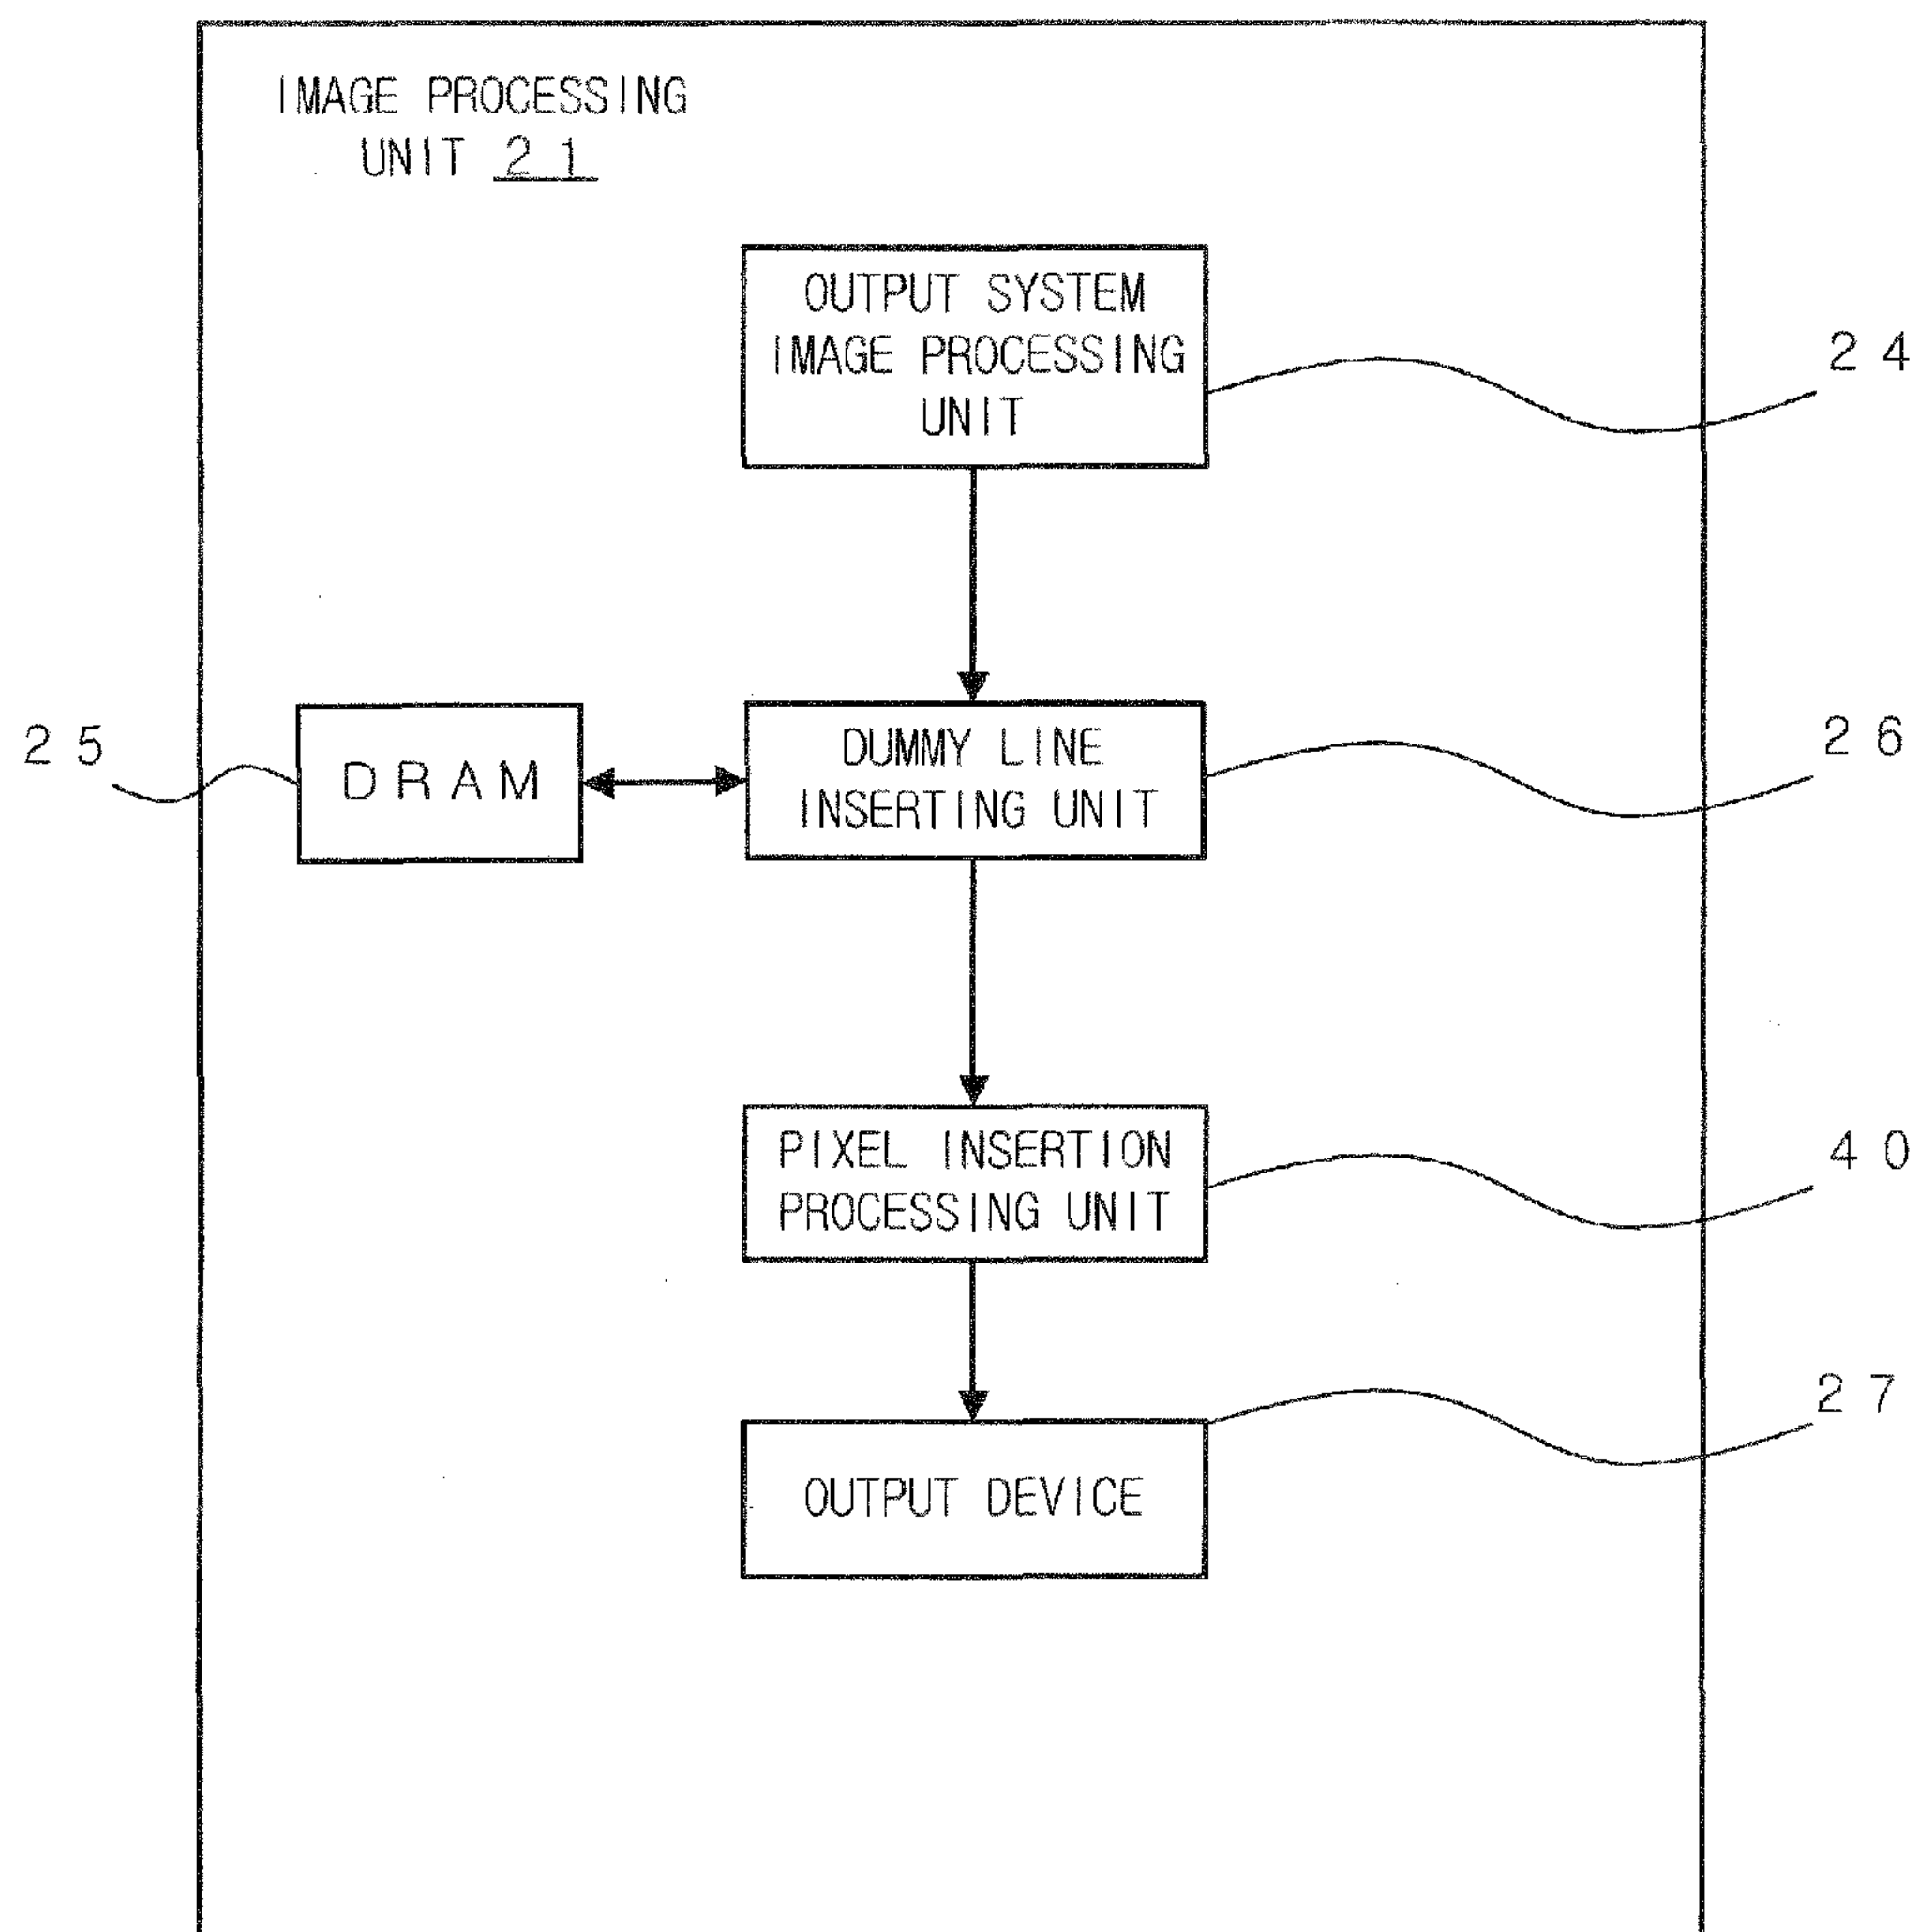 IMAGE PROCESSING
UNIT 21
OUTPUT SYSTEM
IMAGE PROCESSING
UNIT
24
25
DRAM
DUMMY LINE
INSERTING UNIT
26
PIXEL INSERTION
PROCESSING UNIT
40
27
OUTPUT DEVICE